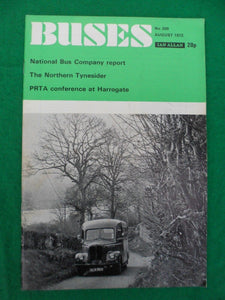 BUSES
AUGUST 1972
IAN ALLAN 20p
National Bus Company report
The Northern Tynesider
PRTA conference at Harrogate